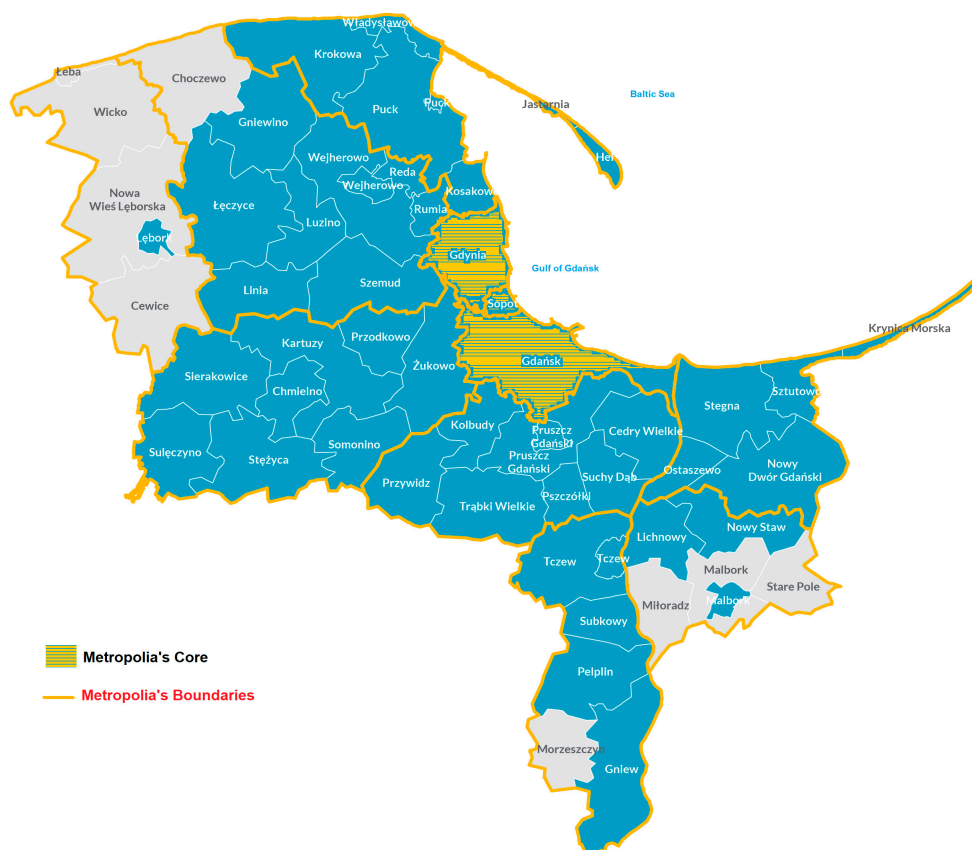 Władysławowo
Krokowa
Łeba
Choczewo
Wicko
Puck
Puck
Jastarnia
Baltic Sea
Gniewino
Hel
Wejherowo
Reda
Wejherowo
Kosakowo
Nowa
Wieś Lęborska
Łęczyce
Rumia
Luzino
Lębork
Gdynia
Gulf of Gdańsk
Linia
Szemud
Cewice
Sopot
Krynica Morska
Kartuzy
Przodkowo
Żukowo
Gdańsk
Sierakowice
Chmielno
Stegna
Sztutowo
Kolbudy
Pruszcz
Gdański
Cedry Wielkie
Sulęczyno
Stężyca
Somonino
Pruszcz
Gdański
Przywidz
Suchy Dąb
Ostaszewo
Nowy
Dwór Gdański
Pszczółki
Trąbki Wielkie
Nowy Staw
Lichnowy
Tczew
Tczew
Malbork
Stare Pole
Miłoradz
Malbork
Subkowy
Metropolia's Core
Pelplin
Metropolia's Boundaries
Morzeszczyn
Gniew